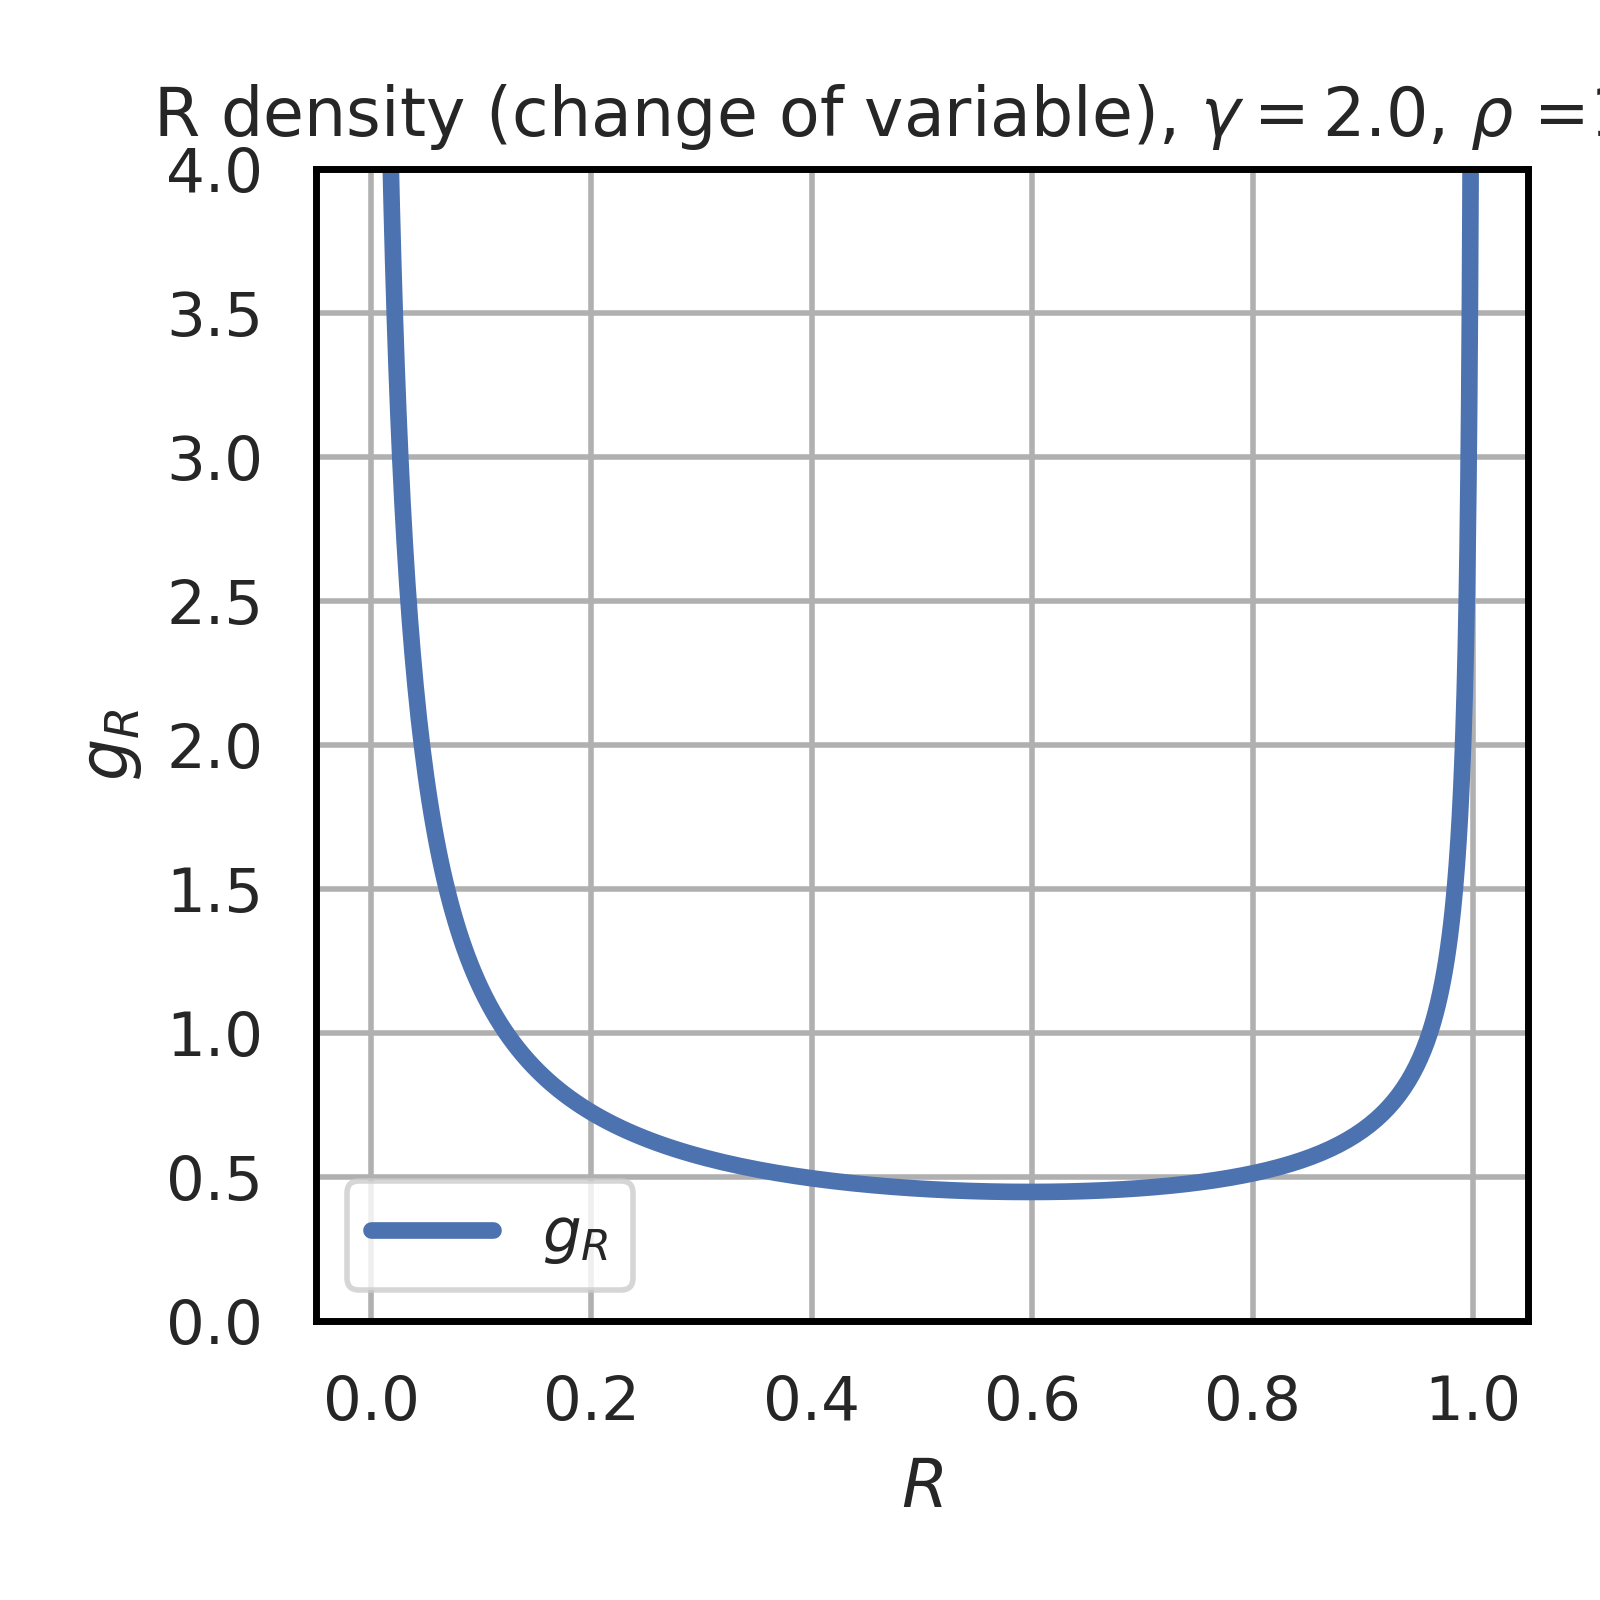 R density (change of variable), γ = 2.0, ρ =
4.0
3.5
3.0
2.5
2.0
1.5
1.0
0.5
0.0
g_R
g_R
0.0 0.2 0.4 0.6 0.8 1.0
R